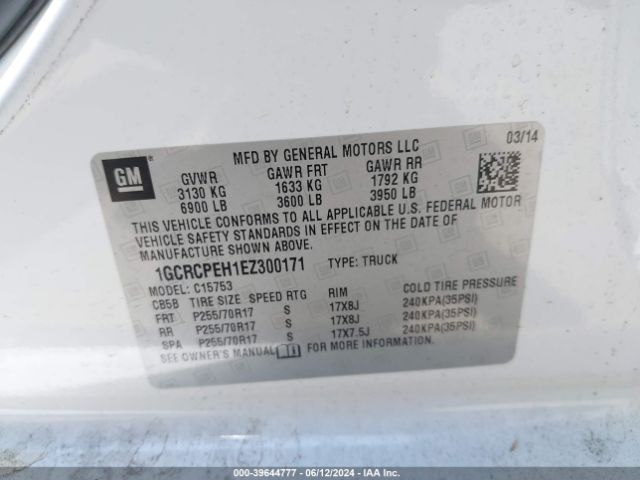 MFD BY GENERAL MOTORS LLC 03/14
GM GVWR GAWR FRT GAWR RR
3130 KG 1633 KG 1792 KG
6900 LB 3600 LB 3950 LB
THIS VEHICLE CONFORMS TO ALL APPLICABLE U.S. FEDERAL MOTOR
VEHICLE SAFETY STANDARDS IN EFFECT ON THE DATE OF
MANUFACTURE SHOWN ABOVE.
1GCRCPEH1EZ300171 TYPE: TRUCK
MODEL: C15753
CB5B TIRE SIZE SPEED RTG RIM COLD TIRE PRESSURE
FRT P255/70R17 S 17X8J 240KPA(35PSI)
RR P255/70R17 S 17X8J 240KPA(35PSI)
SPA P255/70R17 S 17X7.5J 240KPA(35PSI)
SEE OWNER'S MANUAL FOR MORE INFORMATION.
000-39644777 - 06/12/2024 - IAA Inc.